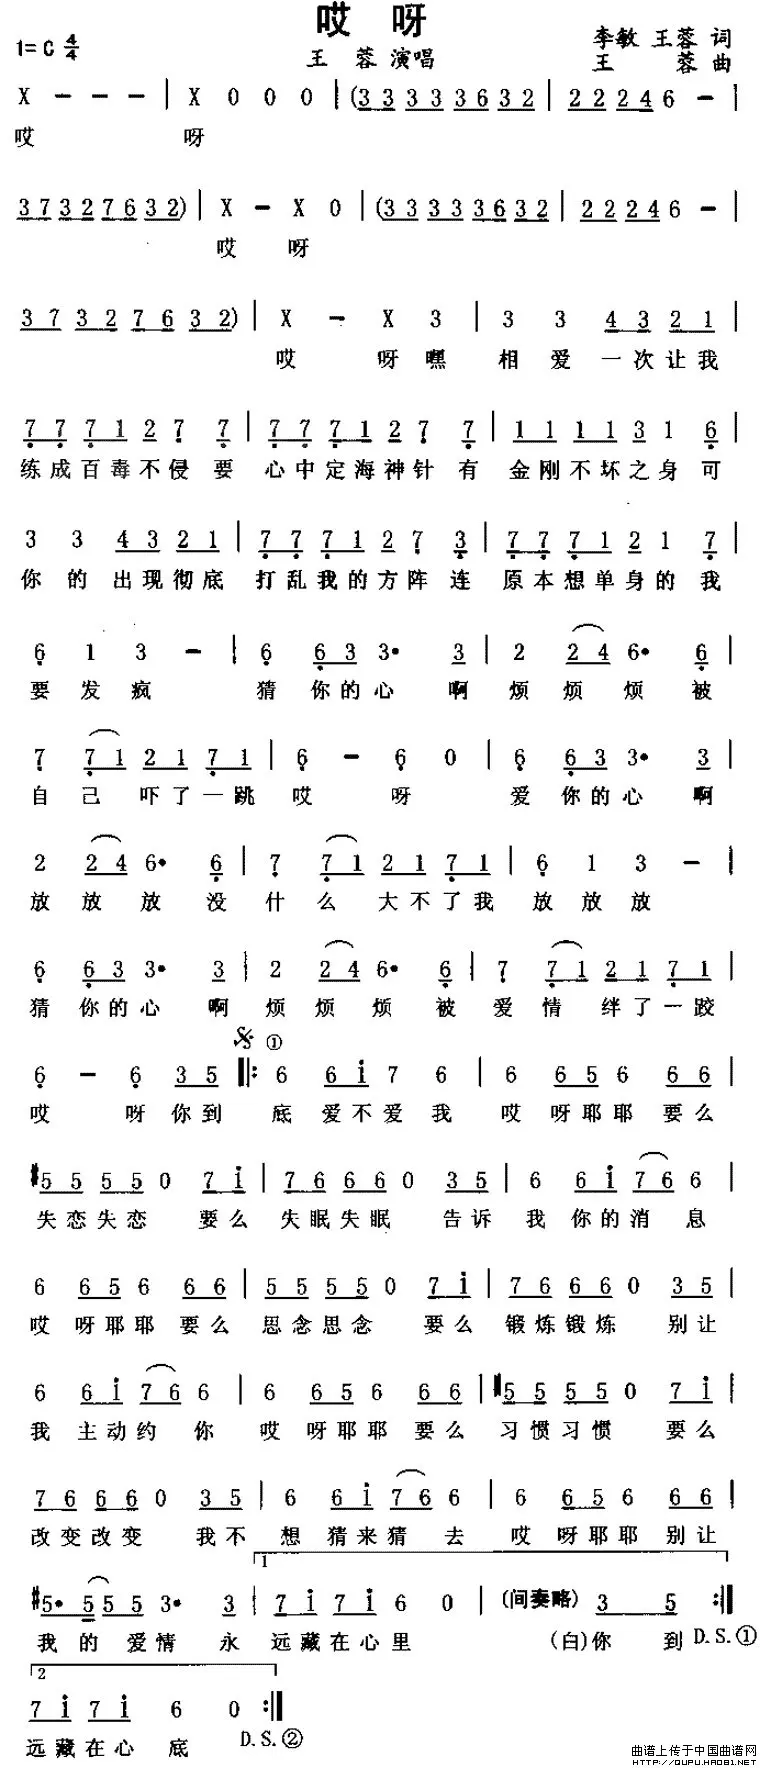 哎 呀
1= C 4/4
王 蓉 演唱
李敏 王蓉 词
王 蓉 曲
X — — — | X 0 0 0 | (3 3 3 3 3 6 3 2 | 2 2 2 4 6 — |
哎 呀
3 7 3 2 7 6 3 2) | X — X 0 | (3 3 3 3 3 6 3 2 | 2 2 2 4 6 — |
哎 呀
3 7 3 2 7 6 3 2) | X — X 3 | 3 3 4 3 2 1 |
哎 呀嘿 相 爱 一 次 让 我
7 7 7 1 2 7 7 | 7 7 7 1 2 7 7 | 1 1 1 1 3 1 6 |
练 成 百 毒 不 侵 要 心 中 定 海 神 针 有 金 刚 不 坏 之 身 可
3 3 4 3 2 1 | 7 7 7 1 2 7 3 | 7 7 7 1 2 1 7 |
你 的 出 现 彻 底 打 乱 我 的 方 阵 连 原 本 想 单 身 的 我
6 1 3 — | 6 6 3 3· 3 | 2 2 4 6· 6 |
要 发 疯 猜 你 的 心 啊 烦 烦 烦 被
7 7 1 2 1 7 1 | 6 — 6 0 | 6 6 3 3· 3 |
自 己 吓 了 一 跳 哎 呀 爱 你 的 心 啊
2 2 4 6· 6 | 7 7 1 2 1 7 1 | 6 1 3 — |
放 放 放 没 什 么 大 不 了 我 放 放 放
6 6 3 3· 3 | 2 2 4 6· 6 | 7 7 1 2 1 7 1 |
猜 你 的 心 啊 烦 烦 烦 被 爱 情 绊 了 一 跤
①
6 — 6 3 5 |: 6 6 1 7 6 | 6 6 5 6 6 6 |
哎 呀 你 到 底 爱 不 爱 我 哎 呀 耶 耶 要 么
#5 5 5 5 0 7 1 | 7 6 6 6 0 3 5 | 6 6 1 7 6 6 |
失 恋 失 恋 要 么 失 眠 失 眠 告 诉 我 你 的 消 息
6 6 5 6 6 6 | 5 5 5 5 0 7 1 | 7 6 6 6 0 3 5 |
哎 呀 耶 耶 要 么 思 念 思 念 要 么 锻 炼 锻 炼 别 让
6 6 1 7 6 6 | 6 6 5 6 6 6 | #5 5 5 5 0 7 1 |
我 主 动 约 你 哎 呀 耶 耶 要 么 习 惯 习 惯 要 么
7 6 6 6 0 3 5 | 6 6 1 7 6 6 | 6 6 5 6 6 6 |
改 变 改 变 我 不 想 猜 来 猜 去 哎 呀 耶 耶 别 让
1
#5· 5 5 5 3· 3 | 7 1 7 1 6 0 | (间奏略) 3 5 :|
我 的 爱 情 永 远 藏 在 心 里 (白)你 到 D.S.①
2
7 1 7 1 6 0 :|
远 藏 在 心 底 D.S.②
曲谱上传于中国曲谱网
http://QUPU.HAO81.NET